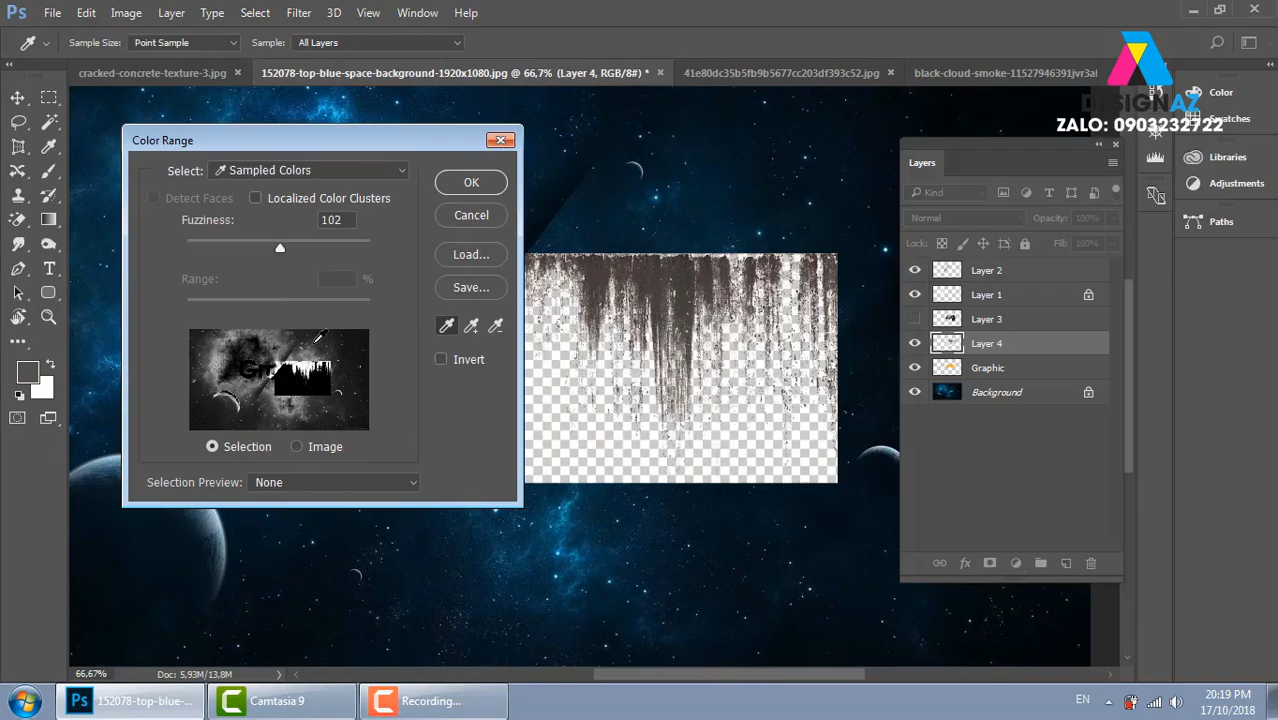 Ps File Edit Image Layer Type Select Filter 3D View Window Help
Sample Size: Point Sample Sample: All Layers
cracked-concrete-texture-3.jpg × 152078-top-blue-space-background-1920x1080.jpg @ 66,7% (Layer 4, RGB/8#) * × 41e80dc35b5fb9b5677cc203df393c52.jpg × black-cloud-smoke-11527946391jvr3al
DESIGNAZ
ZALO: 0903232722
Color
Swatches
Libraries
Adjustments
Paths
Color Range
Select: Sampled Colors
Detect Faces Localized Color Clusters
Fuzziness: 102
Range: %
OK
Cancel
Load...
Save...
Invert
Selection Image
Selection Preview: None
Layers
Kind
Normal Opacity: 100%
Lock: Fill: 100%
Layer 2
Layer 1
Layer 3
Layer 4
Graphic
Background
66,67% Doc: 5,93M/13,8M
Ps 152078-top-blue-... Camtasia 9 Recording...
EN 20:19 PM
17/10/2018